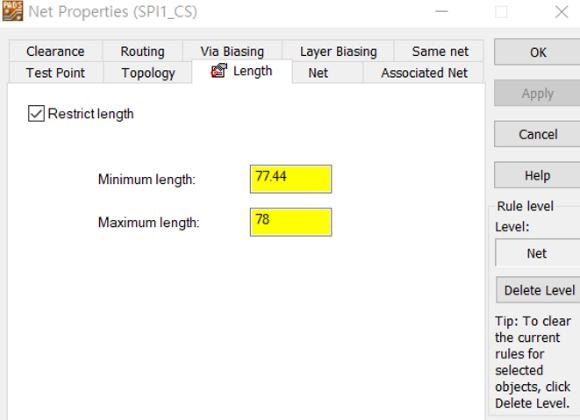 PADS
Net Properties (SPI1_CS)
Clearance
Routing
Via Biasing
Layer Biasing
Same net
Test Point
Topology
Length
Net
Associated Net
Restrict length
Minimum length:
77.44
Maximum length:
78
OK
Apply
Cancel
Help
Rule level
Level:
Net
Delete Level
Tip: To clear
the current
rules for
selected
objects, click
Delete Level.